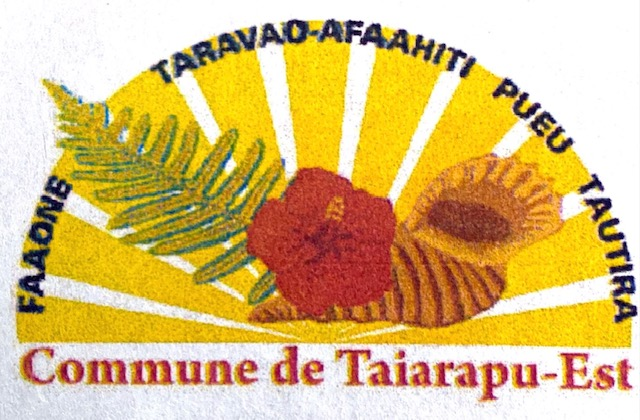 FAAONE
TARAVAO-AFAAHITI
PUEU
TAUTIRA
Commune de Taiarapu-Est